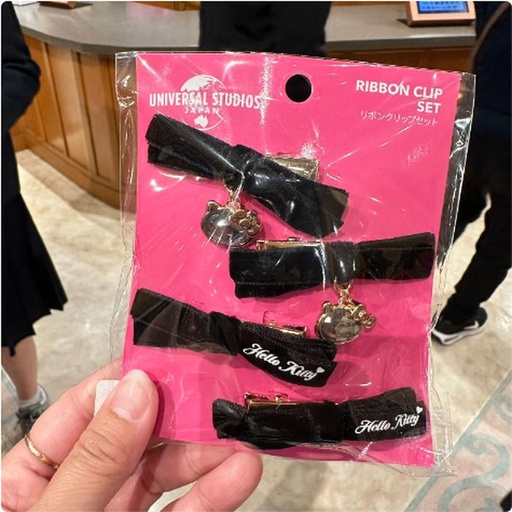 UNIVERSAL STUDIOS
JAPAN
RIBBON CLIP
SET
リボンクリップセット
Hello Kitty
Hello Kitty